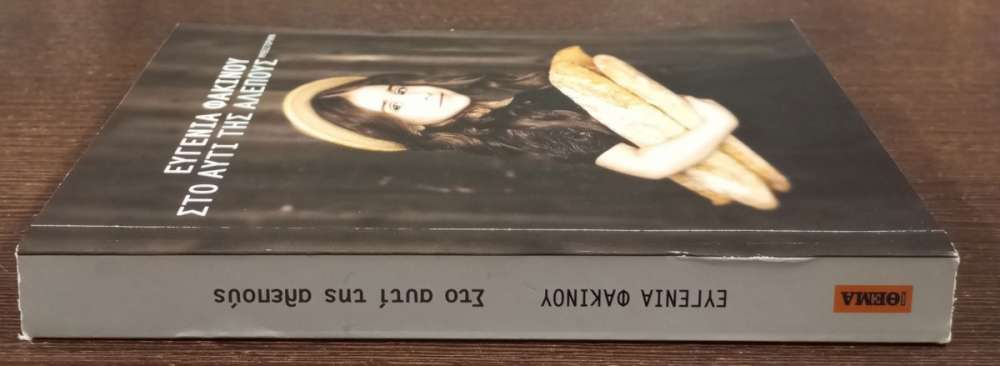 ΕΥΓΕΝΙΑ ΦΑΚΙΝΟΥ
ΣΤΟ ΑΥΤΙ ΤΗΣ ΑΛΕΠΟΥΣ
ΕΥΓΕΝΙΑ ΦΑΚΙΝΟΥ
Στο αυτί της αλεπούς
ΘΕΜΑ